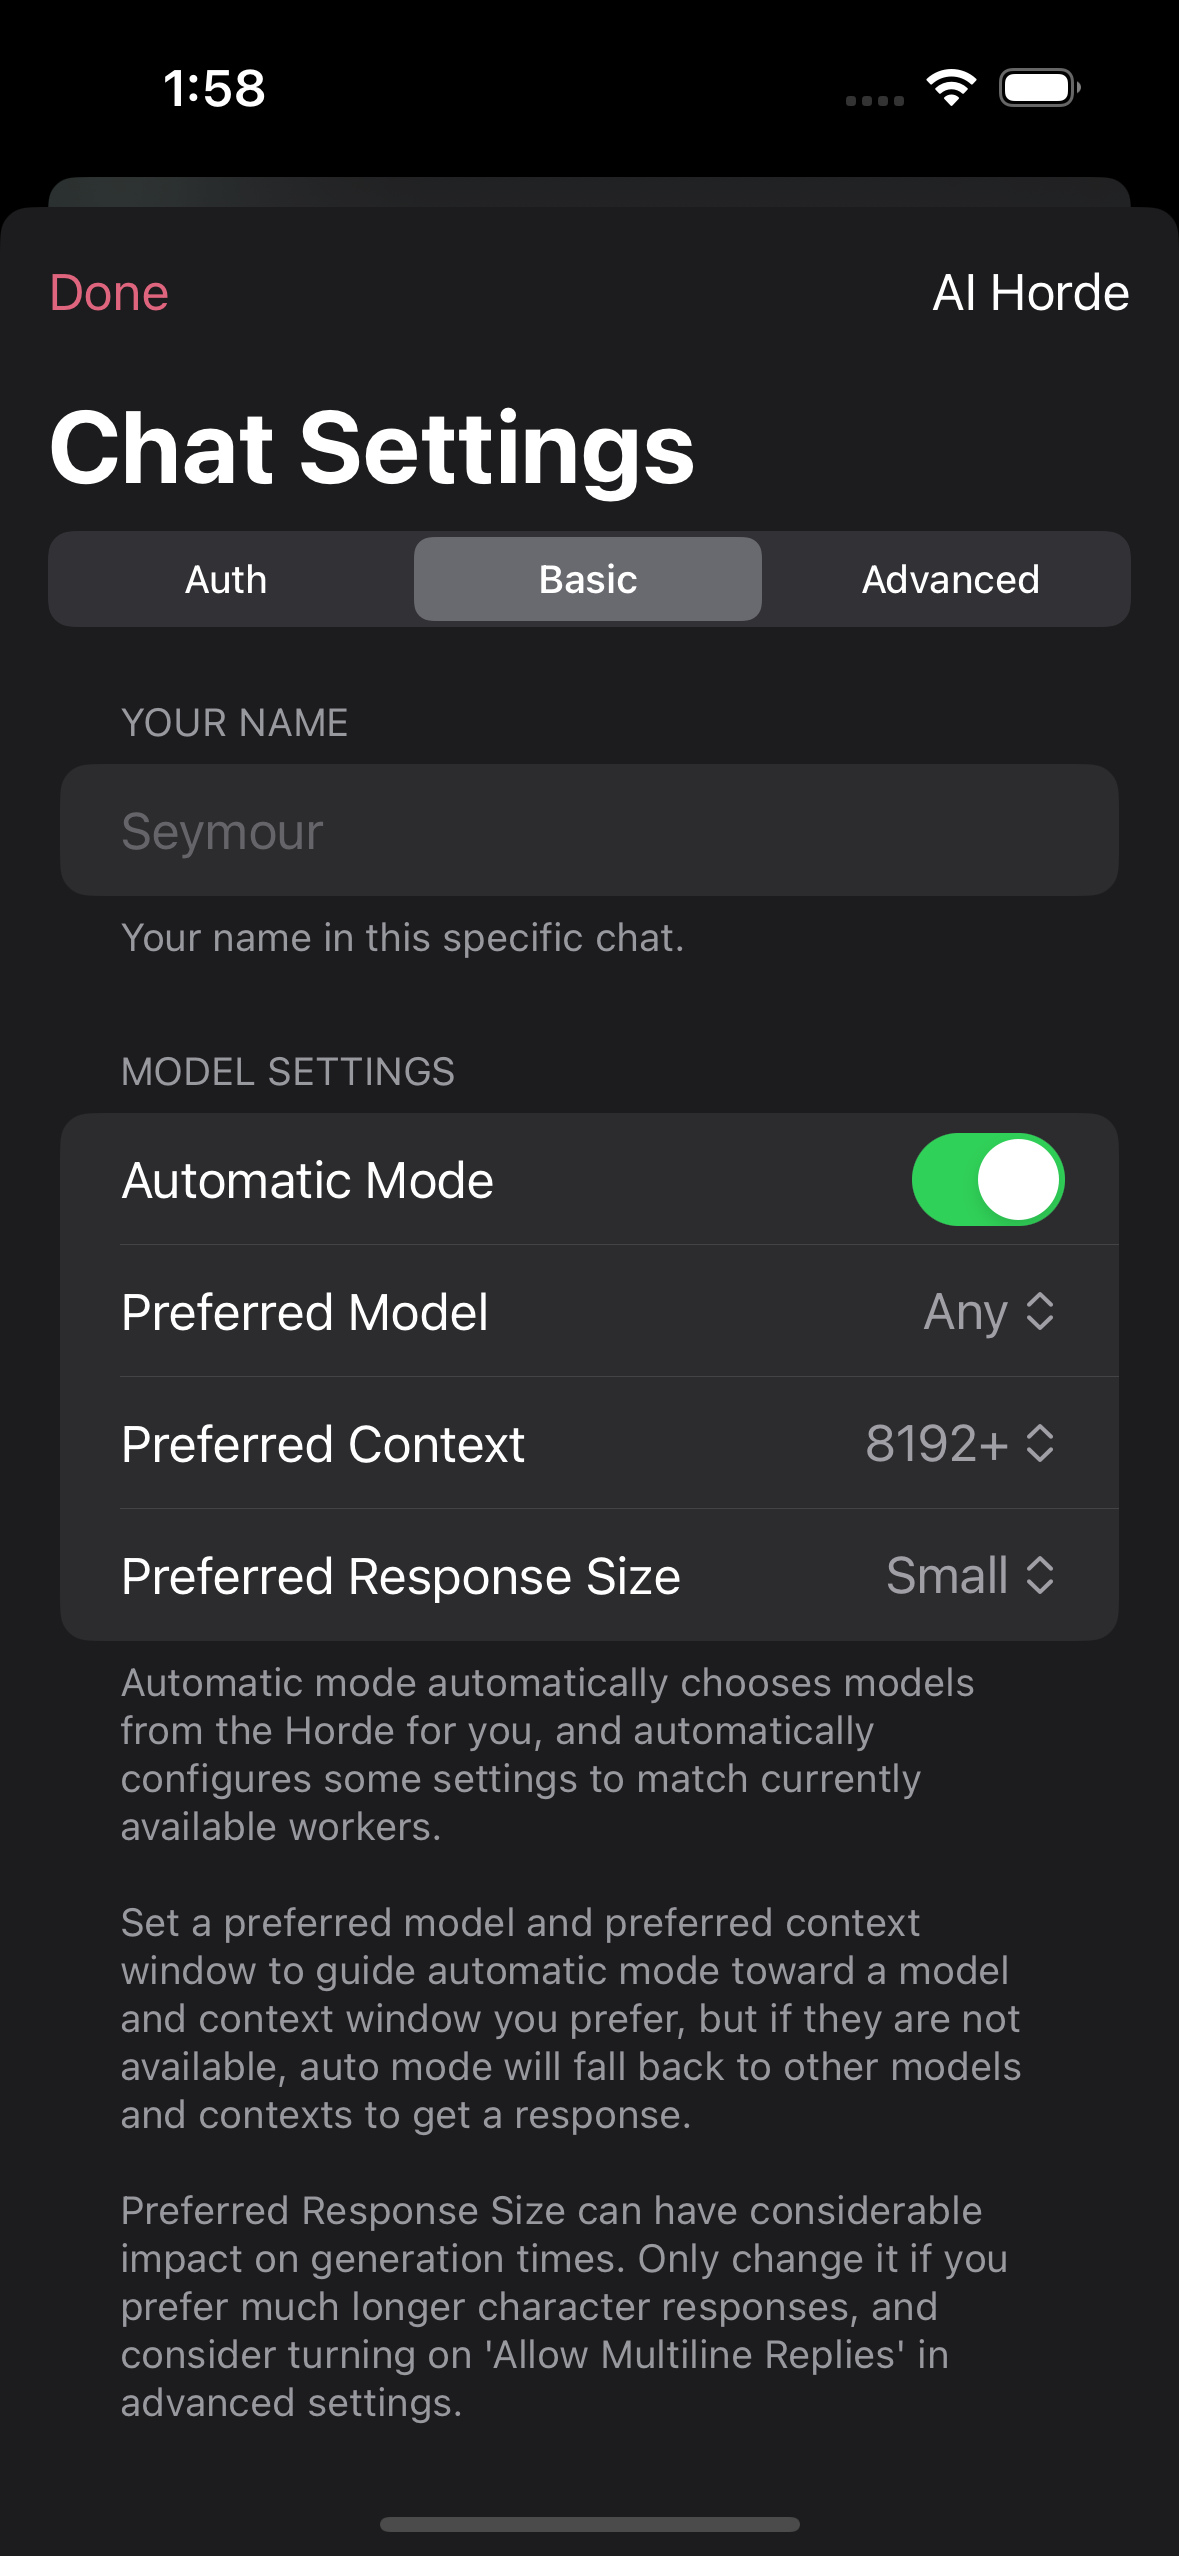 1:58
Done
AI Horde
Chat Settings
Auth
Basic
Advanced
YOUR NAME
Seymour
Your name in this specific chat.
MODEL SETTINGS
Automatic Mode
Preferred Model Any
Preferred Context 8192+
Preferred Response Size Small
Automatic mode automatically chooses models
from the Horde for you, and automatically
configures some settings to match currently
available workers.
Set a preferred model and preferred context
window to guide automatic mode toward a model
and context window you prefer, but if they are not
available, auto mode will fall back to other models
and contexts to get a response.
Preferred Response Size can have considerable
impact on generation times. Only change it if you
prefer much longer character responses, and
consider turning on 'Allow Multiline Replies' in
advanced settings.